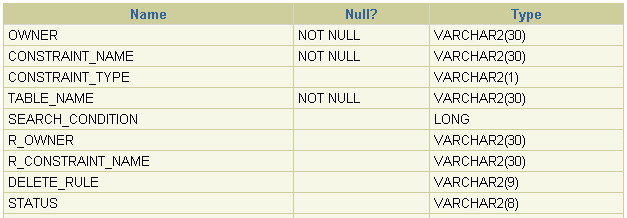 Name Null? Type
OWNER NOT NULL VARCHAR2(30)
CONSTRAINT_NAME NOT NULL VARCHAR2(30)
CONSTRAINT_TYPE VARCHAR2(1)
TABLE_NAME NOT NULL VARCHAR2(30)
SEARCH_CONDITION LONG
R_OWNER VARCHAR2(30)
R_CONSTRAINT_NAME VARCHAR2(30)
DELETE_RULE VARCHAR2(9)
STATUS VARCHAR2(8)